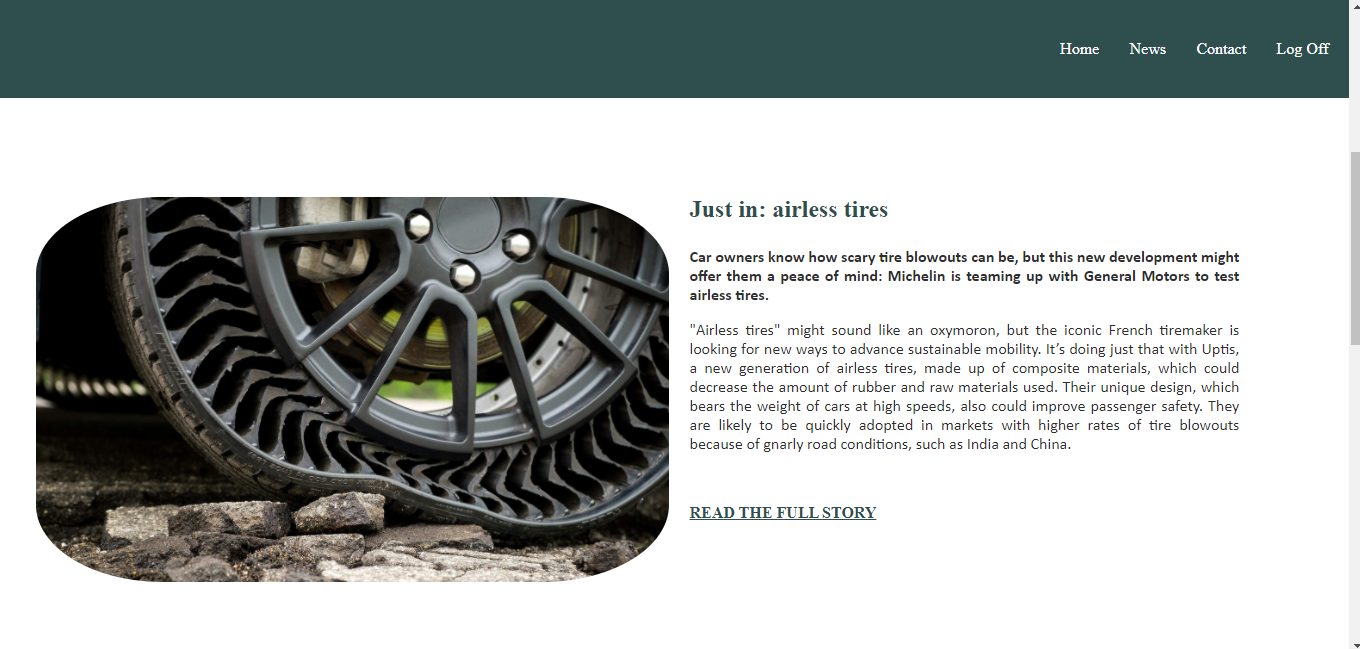 Home News Contact Log Off
Just in: airless tires
Car owners know how scary tire blowouts can be, but this new development might
offer them a peace of mind: Michelin is teaming up with General Motors to test
airless tires.
"Airless tires" might sound like an oxymoron, but the iconic French tiremaker is
looking for new ways to advance sustainable mobility. It’s doing just that with Uptis,
a new generation of airless tires, made up of composite materials, which could
decrease the amount of rubber and raw materials used. Their unique design, which
bears the weight of cars at high speeds, also could improve passenger safety. They
are likely to be quickly adopted in markets with higher rates of tire blowouts
because of gnarly road conditions, such as India and China.
READ THE FULL STORY